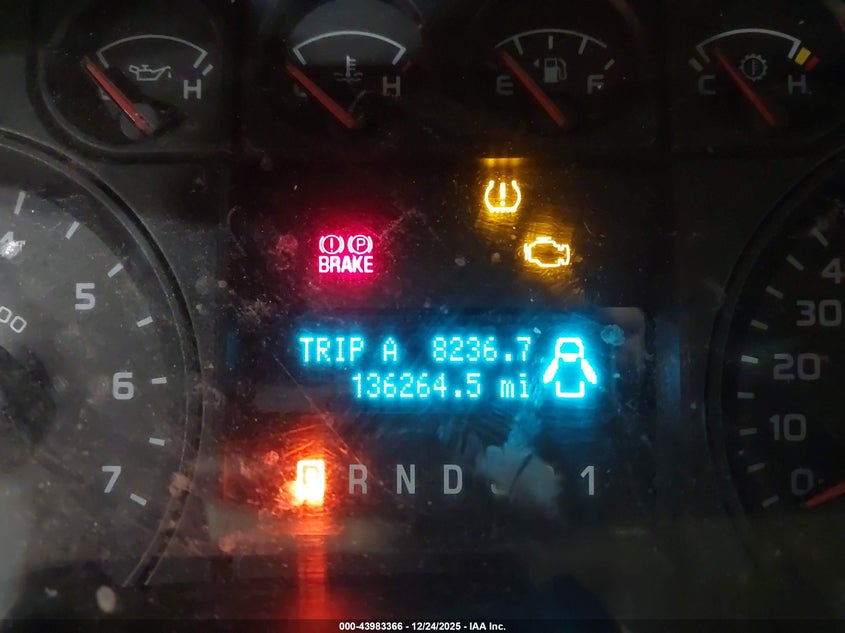 H
H
E F
C H
BRAKE
P
TRIP A 8236.7
136264.5 mi
5
6
7
4
30
20
10
0
P R N D 1
000-43983366 - 12/24/2025 - IAA Inc.